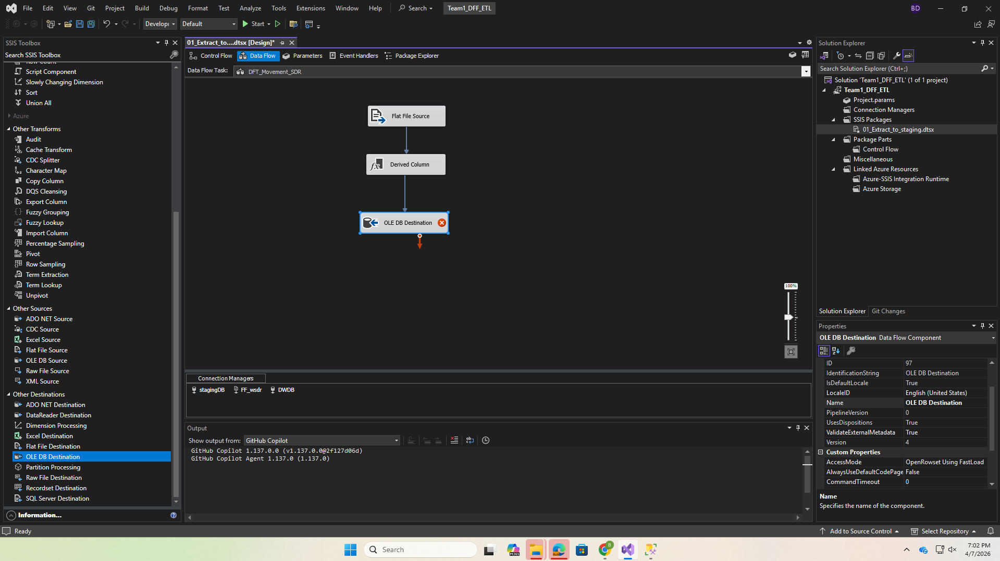 File Edit View Git Project Build Debug Format Test Analyze Tools Extensions Window Help Search Team1_DFF_ETL BD
Develop Default Start
SSIS Toolbox
Search SSIS Toolbox
Row Count
Script Component
Slowly Changing Dimension
Sort
Union All
Azure
Other Transforms
Audit
Cache Transform
CDC Splitter
Character Map
Copy Column
DQS Cleansing
Export Column
Fuzzy Grouping
Fuzzy Lookup
Import Column
Percentage Sampling
Pivot
Row Sampling
Term Extraction
Term Lookup
Unpivot
Other Sources
ADO NET Source
CDC Source
Excel Source
Flat File Source
OLE DB Source
Raw File Source
XML Source
Other Destinations
ADO NET Destination
DataReader Destination
Dimension Processing
Excel Destination
Flat File Destination
OLE DB Destination
Partition Processing
Raw File Destination
Recordset Destination
SQL Server Destination
Information...
01_Extract_to....dtsx [Design]*
Control Flow Data Flow Parameters Event Handlers Package Explorer
Data Flow Task: DFT_Movement_SDR
Flat File Source
fx Derived Column
OLE DB Destination
100%
Connection Managers
stagingDB FF_wsdr DWDB
Output
Show output from: GitHub Copilot
GitHub Copilot 1.137.0.0 (v1.137.0.0@2f127d06d)
GitHub Copilot Agent 1.137.0 (1.137.0)
Solution Explorer
Search Solution Explorer (Ctrl+;)
Solution 'Team1_DFF_ETL' (1 of 1 project)
Team1_DFF_ETL
Project.params
Connection Managers
SSIS Packages
01_Extract_to_staging.dtsx
Package Parts
Control Flow
Miscellaneous
Linked Azure Resources
Azure-SSIS Integration Runtime
Azure Storage
Solution Explorer Git Changes
Properties
OLE DB Destination Data Flow Component
ID 97
IdentificationString OLE DB Destination
IsDefaultLocale True
LocaleID English (United States)
Name OLE DB Destination
PipelineVersion 0
UsesDispositions True
ValidateExternalMetadata True
Version 4
Custom Properties
AccessMode OpenRowset Using FastLoad
AlwaysUseDefaultCodePage False
CommandTimeout 0
Name
Specifies the name of the component.
Ready
Add to Source Control Select Repository
Search
M365
B
7:02 PM
4/7/2026